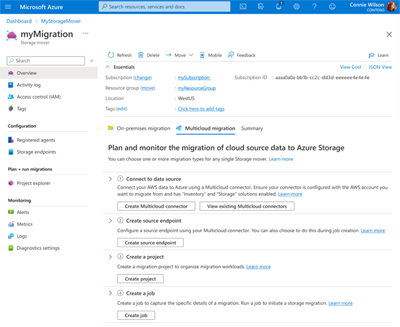 Microsoft Azure
Search resources, services and docs
Connie Wilson
CONTOSO
Dashboard > MyStorageMover
myMigration ...
Storage mover
Search
Overview
Activity log
Access control (IAM)
Tags
Configuration
Registered agents
Storage endpoints
Plan + run migrations
Project explorer
Monitoring
Alerts
Metrics
Logs
Diagnostics settings
Refresh Delete Move Mobile Feedback Learn
Essentials View Cost JSON View
Subscription (change) : mySubscription Subscription ID :
Resource group (move) : myResourceGroup
Location : WestUS
Tags (edit) : Click here to add tags
On-premises migration Multicloud migration Summary
Plan and monitor the migration of cloud source data to Azure Storage
You can choose one or more migration types for any single Storage mover. Learn more
Connect to data source
Connect your AWS data to Azure using a Multicloud connector. Ensure your connector is configured with the AWS account you
want to migrate from and has "Inventory" and "Storage" solutions enabled. Learn more
Create Multicloud connector View existing Multicloud connectors
Create source endpoint
Configure a source endpoint using your Multicloud connector. You can also choose to do this during job creation. Learn more
Create source endpoint
Create a project
Create a migration project to organize migration workloads. Learn more
Create project
Create a job
Create a job to capture the specific details of a migration. Run a job to initiate a storage migration. Learn more
Create job